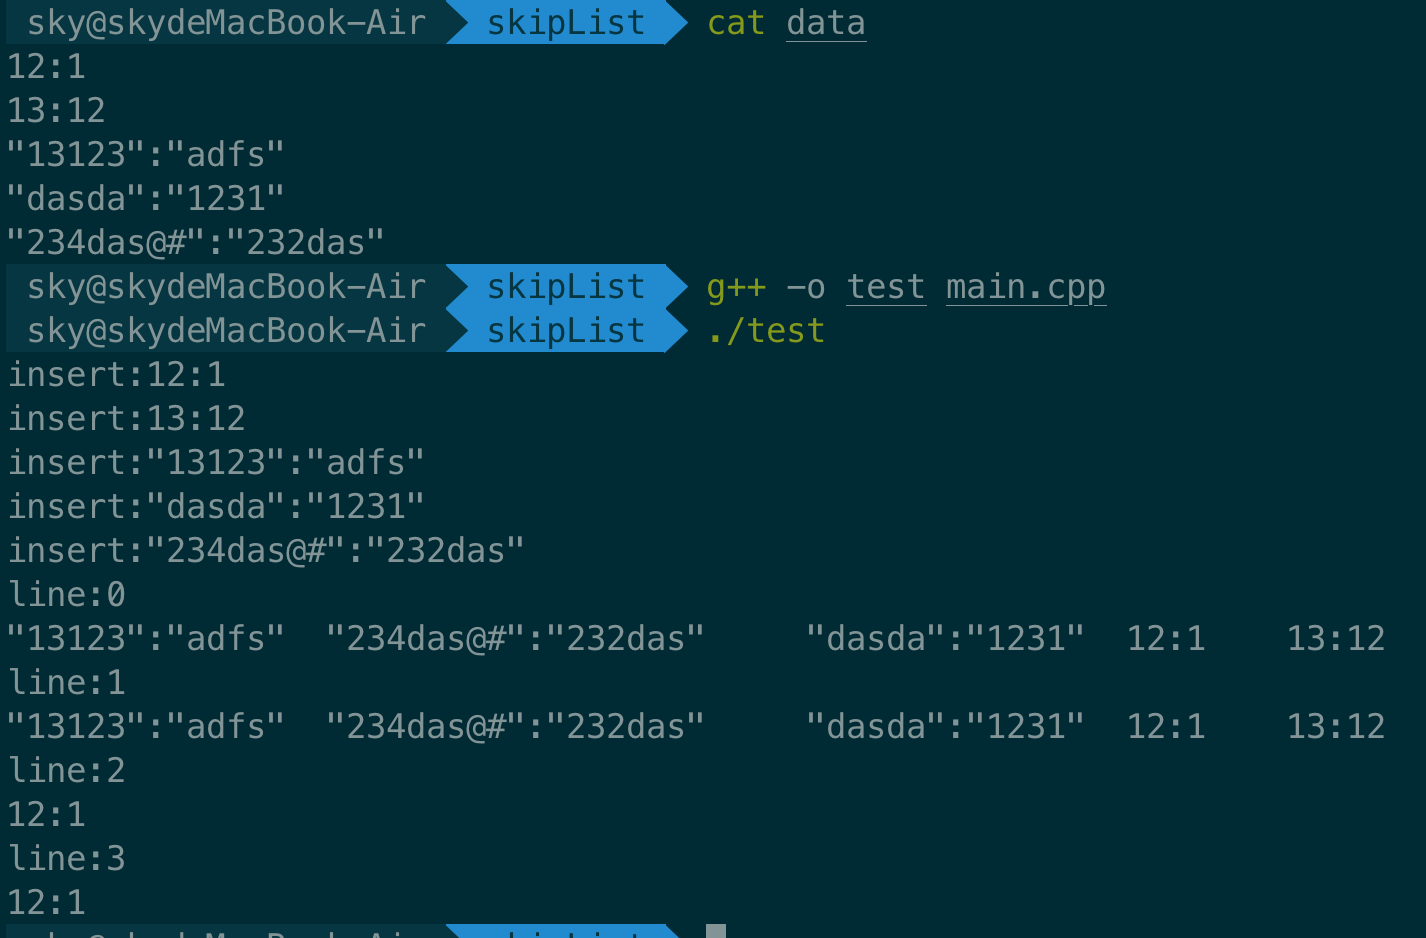 sky@skydeMacBook-Air skipList cat data
12:1
13:12
"13123":"adfs"
"dasda":"1231"
"234das@#":"232das"
sky@skydeMacBook-Air skipList g++ -o test main.cpp
sky@skydeMacBook-Air skipList ./test
insert:12:1
insert:13:12
insert:"13123":"adfs"
insert:"dasda":"1231"
insert:"234das@#":"232das"
line:0
"13123":"adfs" "234das@#":"232das" "dasda":"1231" 12:1 13:12
line:1
"13123":"adfs" "234das@#":"232das" "dasda":"1231" 12:1 13:12
line:2
12:1
line:3
12:1